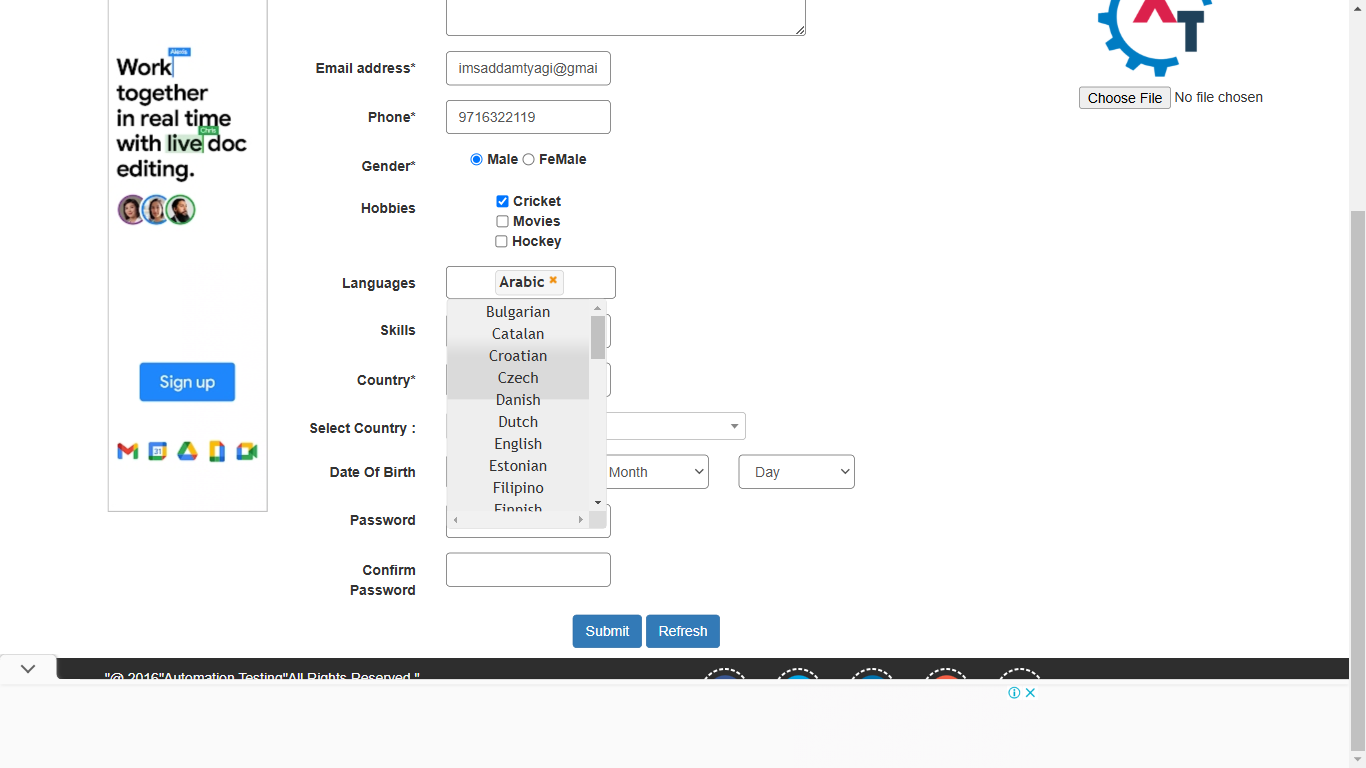 Alexis
Work
together
in real time
Chris
with live doc
editing.
Sign up
31
Email address*
imsaddamtyagi@gmai
Phone*
9716322119
Gender*
Male FeMale
Hobbies
Cricket
Movies
Hockey
Languages
Arabic
Bulgarian
Catalan
Croatian
Czech
Danish
Dutch
English
Estonian
Filipino
Finnish
Skills
Country*
Select Country :
Date Of Birth
Month
Day
Password
Confirm
Password
Submit Refresh
AT
Choose File No file chosen
"@ 2016"Automation Testing"All Rights Reserved."